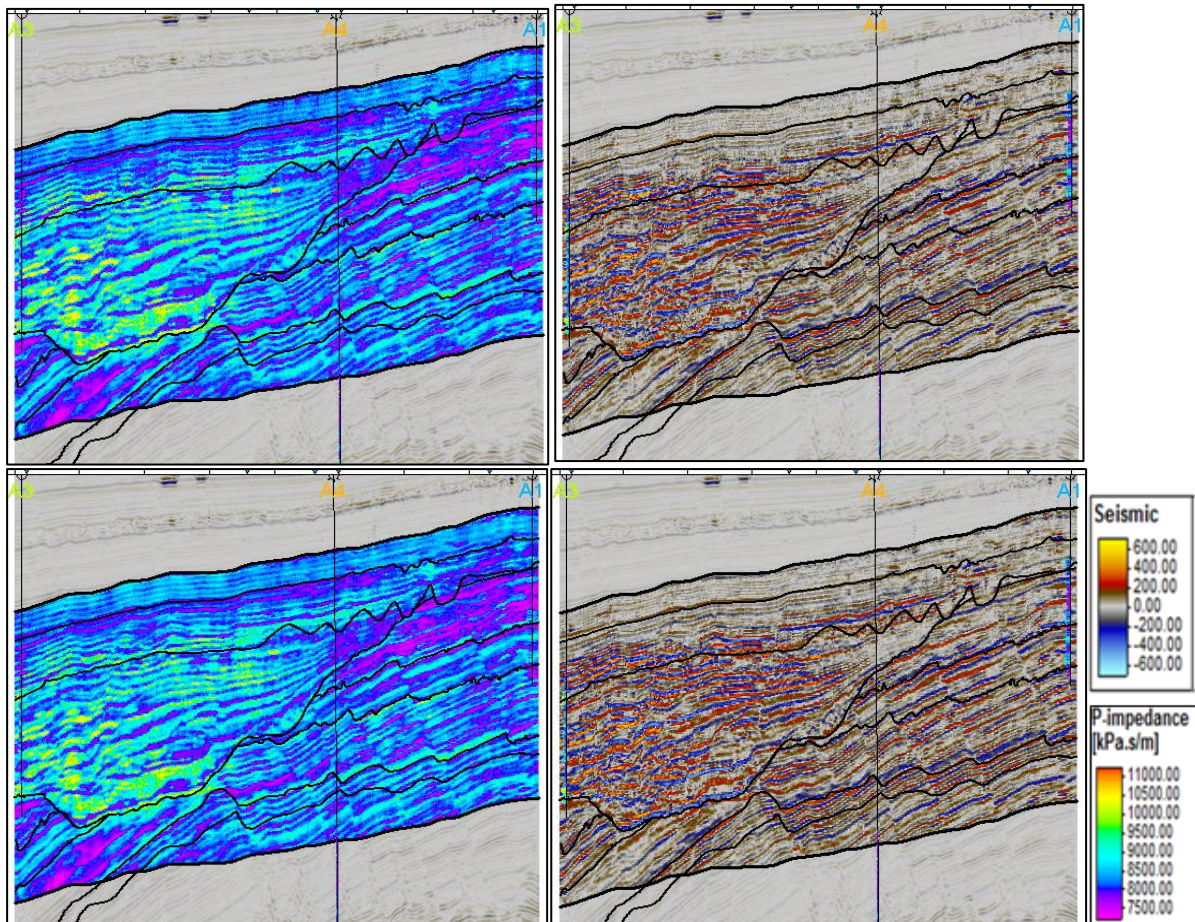 A3 A4 A1
A3 A4 A1
A3 A4 A1
A3 A4 A1
Seismic
600.00
400.00
200.00
0.00
-200.00
-400.00
-600.00
P-impedance
[kPa.s/m]
11000.00
10500.00
10000.00
9500.00
9000.00
8500.00
8000.00
7500.00